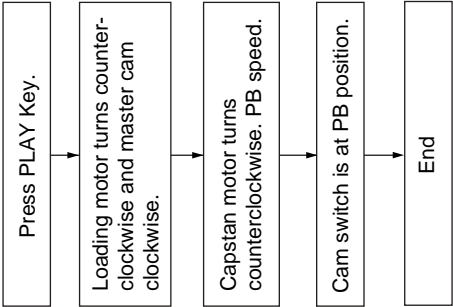 Press PLAY Key.
Loading motor turns counter-
clockwise and master cam
clockwise.
Capstan motor turns
counterclockwise. PB speed.
Cam switch is at PB position.
End